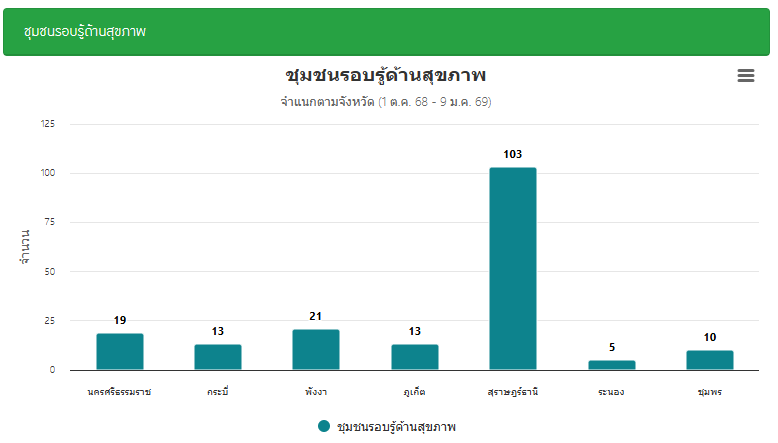 ชุมชนรอบรู้ด้านสุขภาพ
ชุมชนรอบรู้ด้านสุขภาพ
จำแนกตามจังหวัด (1 ต.ค. 68 - 9 ม.ค. 69)
จำนวน
125
100
75
50
25
0
19
13
21
13
103
5
10
นครศรีธรรมราช
กระบี่
พังงา
ภูเก็ต
สุราษฎร์ธานี
ระนอง
ชุมพร
ชุมชนรอบรู้ด้านสุขภาพ